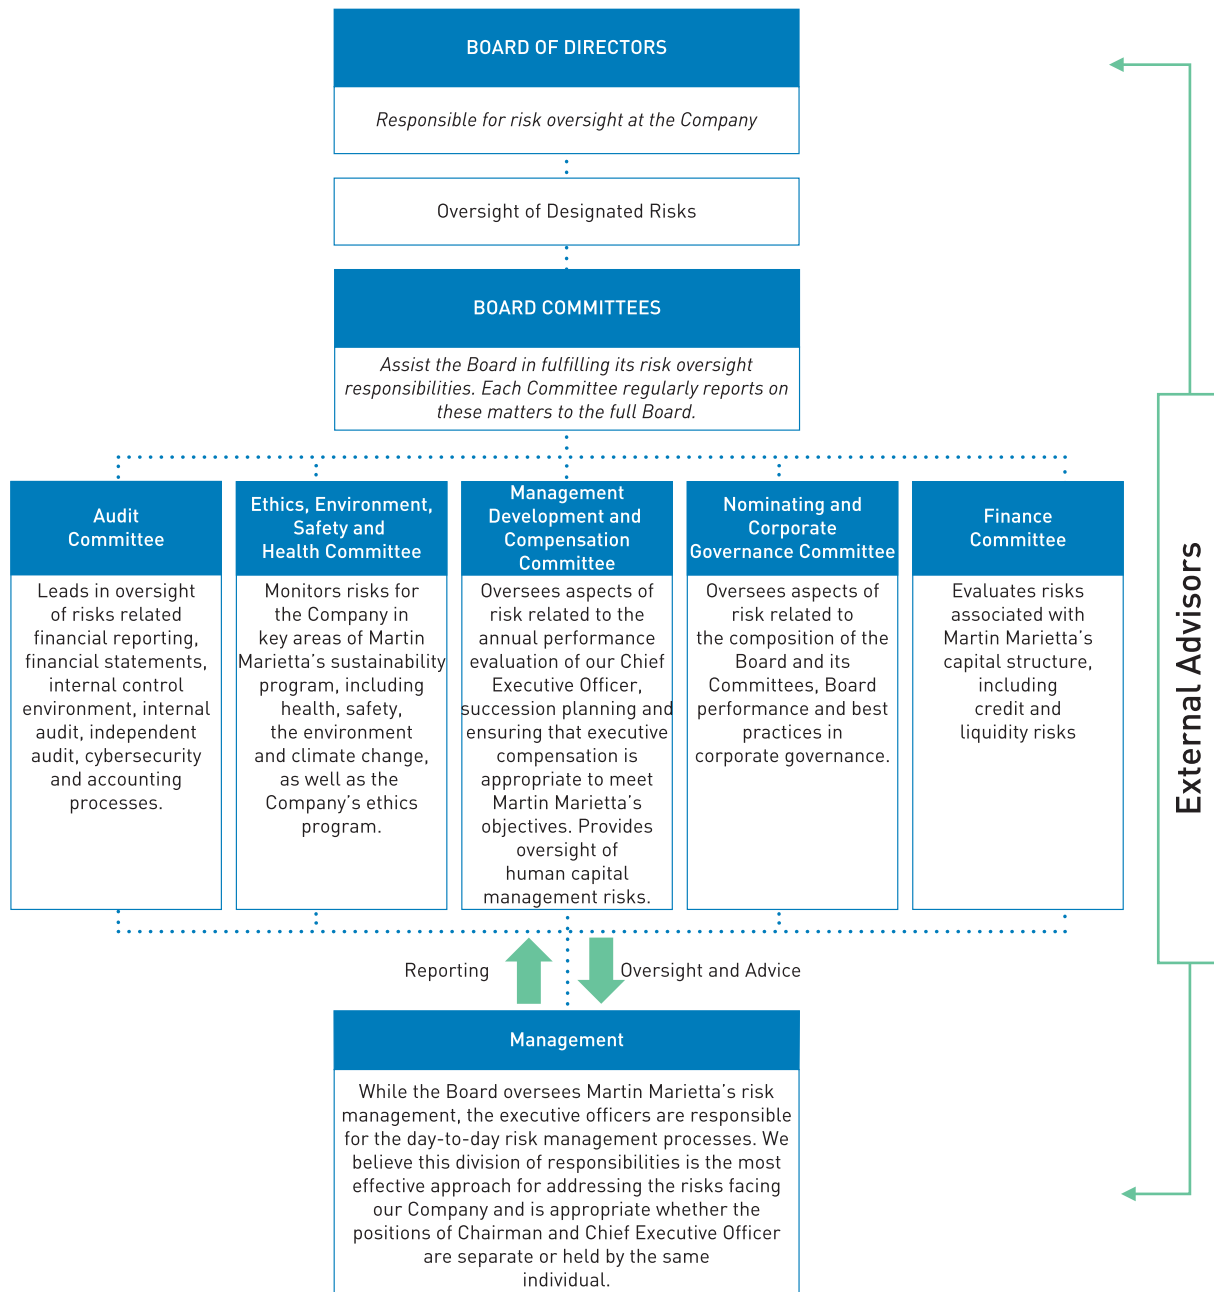 BOARD OF DIRECTORS
Responsible for risk oversight at the Company
Oversight of Designated Risks
BOARD COMMITTEES
Assist the Board in fulfilling its risk oversight
responsibilities. Each Committee regularly reports on
these matters to the full Board.
Audit
Committee
Leads in oversight
of risks related
financial reporting,
financial statements,
internal control
environment, internal
audit, independent
audit, cybersecurity
and accounting
processes.
Ethics, Environment,
Safety and
Health Committee
Monitors risks for
the Company in
key areas of Martin
Marietta’s sustainability
program, including
health, safety,
the environment
and climate change,
as well as the
Company’s ethics
program.
Management
Development and
Compensation
Committee
Oversees aspects of
risk related to the
annual performance
evaluation of our Chief
Executive Officer,
succession planning and
ensuring that executive
compensation is
appropriate to meet
Martin Marietta’s
objectives. Provides
oversight of
human capital
management risks.
Nominating and
Corporate
Governance Committee
Oversees aspects of
risk related to
the composition of the
Board and its
Committees, Board
performance and best
practices in
corporate governance.
Finance
Committee
Evaluates risks
associated with
Martin Marietta’s
capital structure,
including
credit and
liquidity risks
External Advisors
Reporting
Oversight and Advice
Management
While the Board oversees Martin Marietta’s risk
management, the executive officers are responsible
for the day-to-day risk management processes. We
believe this division of responsibilities is the most
effective approach for addressing the risks facing
our Company and is appropriate whether the
positions of Chairman and Chief Executive Officer
are separate or held by the same
individual.